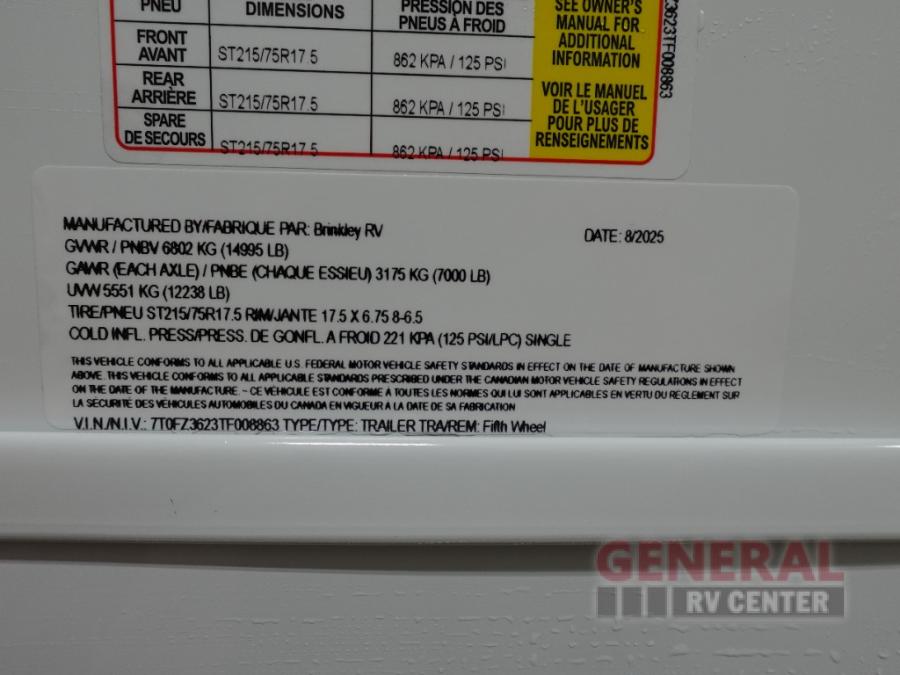 PNEU DIMENSIONS PRESSION DES PNEUS À FROID
FRONT AVANT ST215/75R17.5 862 KPA / 125 PSI
REAR ARRIÈRE ST215/75R17.5 862 KPA / 125 PSI
SPARE DE SECOURS ST215/75R17.5 862 KPA / 125 PSI
SEE OWNER'S
MANUAL FOR
ADDITIONAL
INFORMATION
VOIR LE MANUEL
DE L'USAGER
POUR PLUS DE
RENSEIGNEMENTS
3623TF008863
MANUFACTURED BY/FABRIQUE PAR: Brinkley RV DATE: 8/2025
GVWR / PNBV 6802 KG (14995 LB)
GAWR (EACH AXLE) / PNBE (CHAQUE ESSIEU) 3175 KG (7000 LB)
UVW 5551 KG (12238 LB)
TIRE/PNEU ST215/75R17.5 RIM/JANTE 17.5 X 6.75 8-6.5
COLD INFL. PRESS/PRESS. DE GONFL. A FROID 221 KPA (125 PSI/LPC) SINGLE
THIS VEHICLE CONFORMS TO ALL APPLICABLE U.S. FEDERAL MOTOR VEHICLE SAFETY STANDARDS IN EFFECT ON THE DATE OF MANUFACTURE SHOWN
ABOVE. THIS VEHICLE CONFORMS TO ALL APPLICABLE STANDARDS PRESCRIBED UNDER THE CANADIAN MOTOR VEHICLE SAFETY REGULATIONS IN EFFECT
ON THE DATE OF THE MANUFACTURE. ~ CE VEHICULE EST CONFORME A TOUTES LES NORMES QUI LUI SONT APPLICABLES EN VERTU DU REGLEMENT SUR
LA SÉCURITÉ DES VÉHICULES AUTOMOBILES DU CANADA EN VIGUEUR A LA DATE DE SA FABRICATION
V.I.N./N.I.V.: 7T0FZ3623TF008863 TYPE/TYPE: TRAILER TRA/REM: Fifth Wheel
GENERAL
RV CENTER